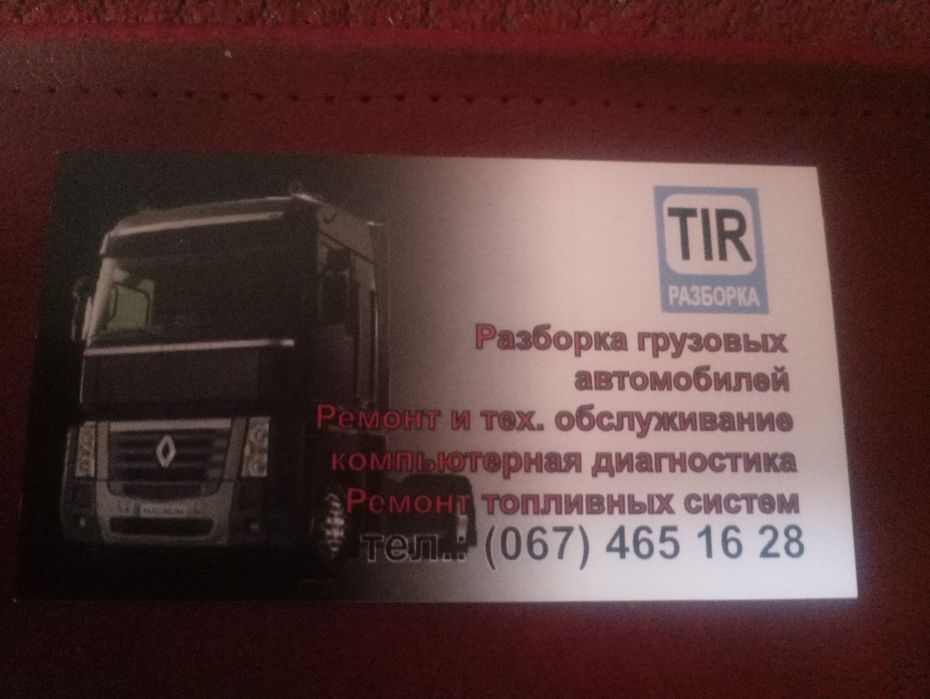 TIR
РАЗБОРКА
Разборка грузовых
автомобилей
Ремонт и тех. обслуживание
компьютерная диагностика
Ремонт топливных систем
тел.: (067) 465 16 28